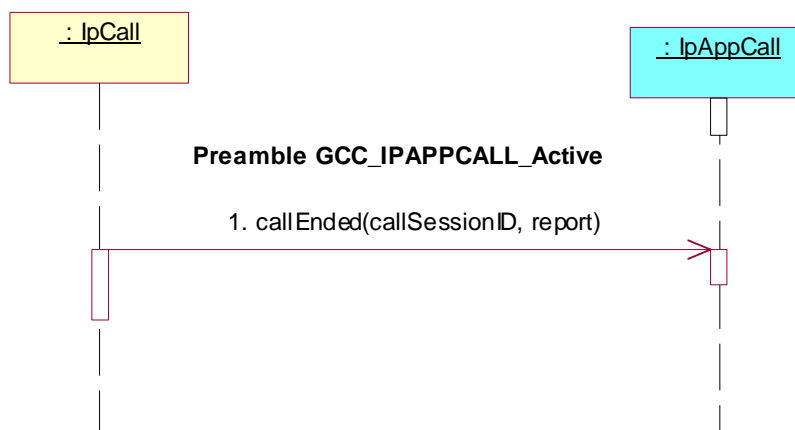 : IpCall
: IpAppCall
Preamble GCC_IPAPPCALL_Active
1. callEnded(callSessionID, report)